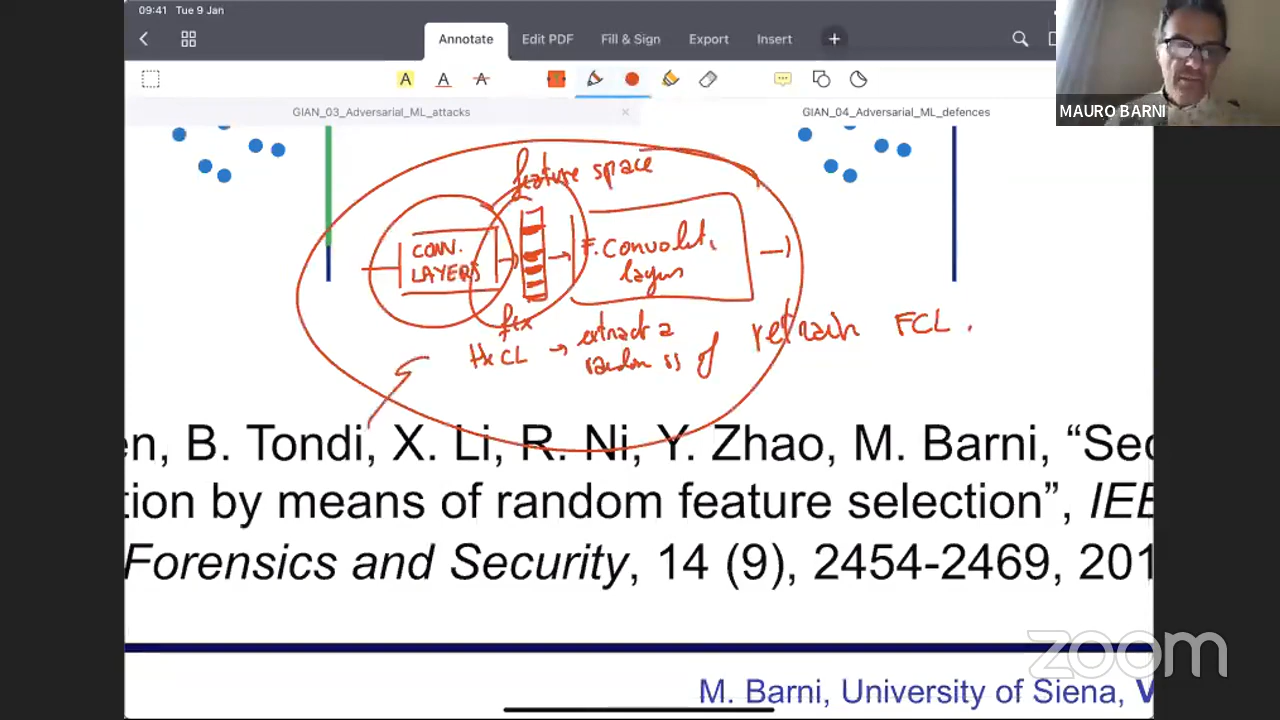 09:41 Tue 9 Jan
Annotate Edit PDF Fill & Sign Export Insert
MAURO BARNI
GIAN_03_Adversarial_ML_attacks
GIAN_04_Adversarial_ML_defences
feature space
CONV. LAYERS
F. Convolut. layers
fix
the CL → extract a random ss of
retrain FCL.
en, B. Tondi, X. Li, R. Ni, Y. Zhao, M. Barni, “Sec
tion by means of random feature selection”, IEE
Forensics and Security, 14 (9), 2454-2469, 201
zoom
M. Barni, University of Siena, V